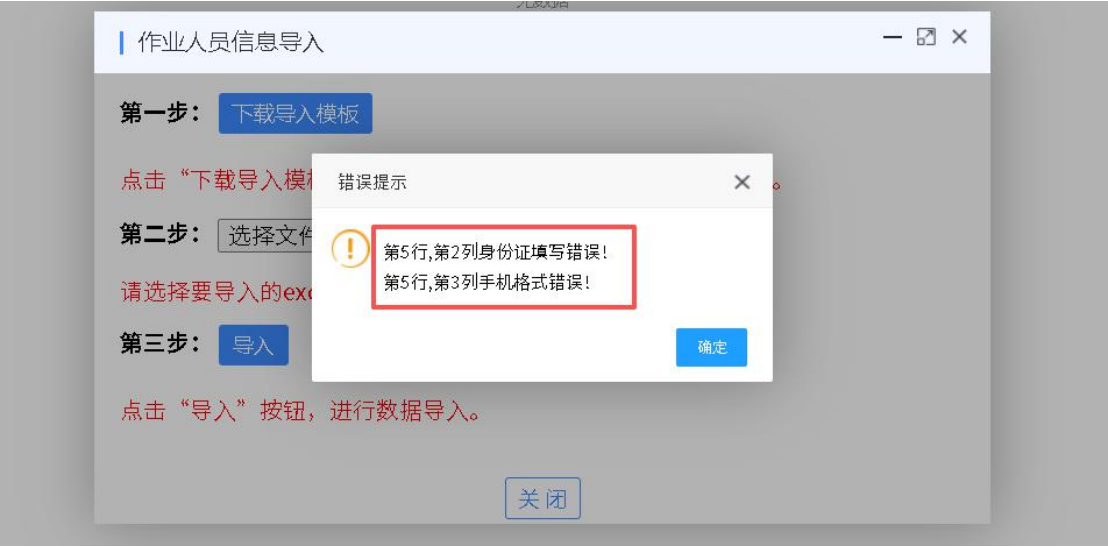 无数据
作业人员信息导入
第一步： 下载导入模板
点击“下载导入模
错误提示
第二步： 选择文件
第5行,第2列身份证填写错误!
第5行,第3列手机格式错误!
请选择要导入的exc
第三步： 导入
确定
点击“导入”按钮，进行数据导入。
关闭